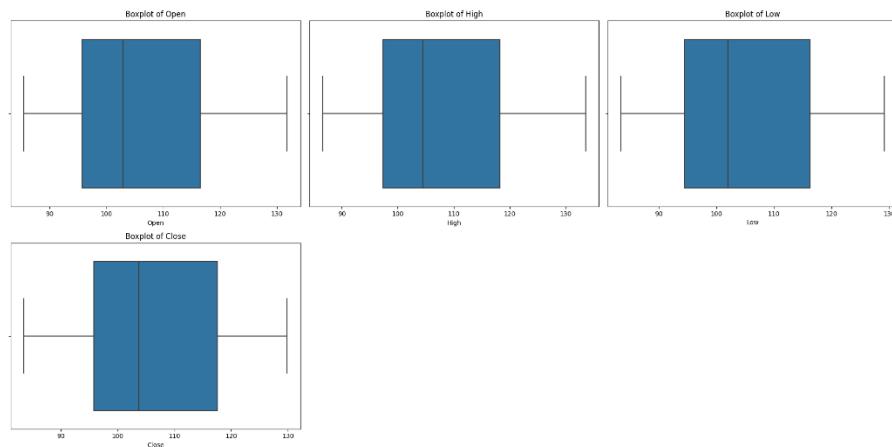 Boxplot of Open
90 100 110 120 130
Open
Boxplot of High
90 100 110 120 130
High
Boxplot of Low
90 100 110 120 130
Low
Boxplot of Close
90 100 110 120 130
Close